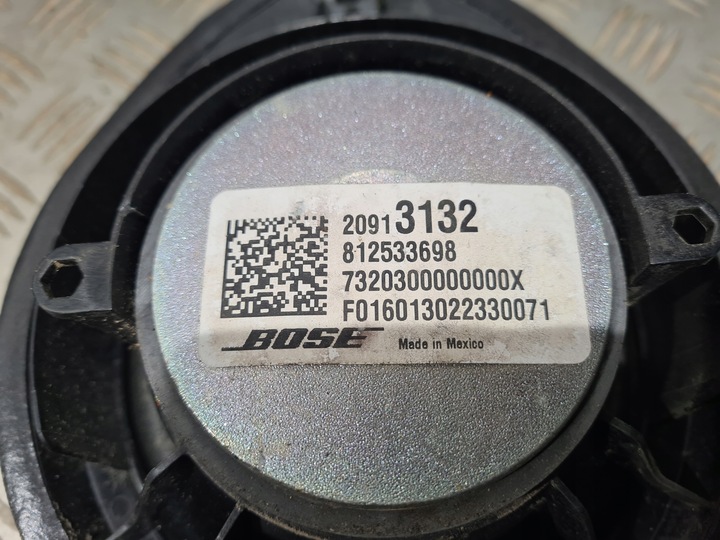 20913132
812533698
7320300000000X
F016013022330071
BOSE Made in Mexico